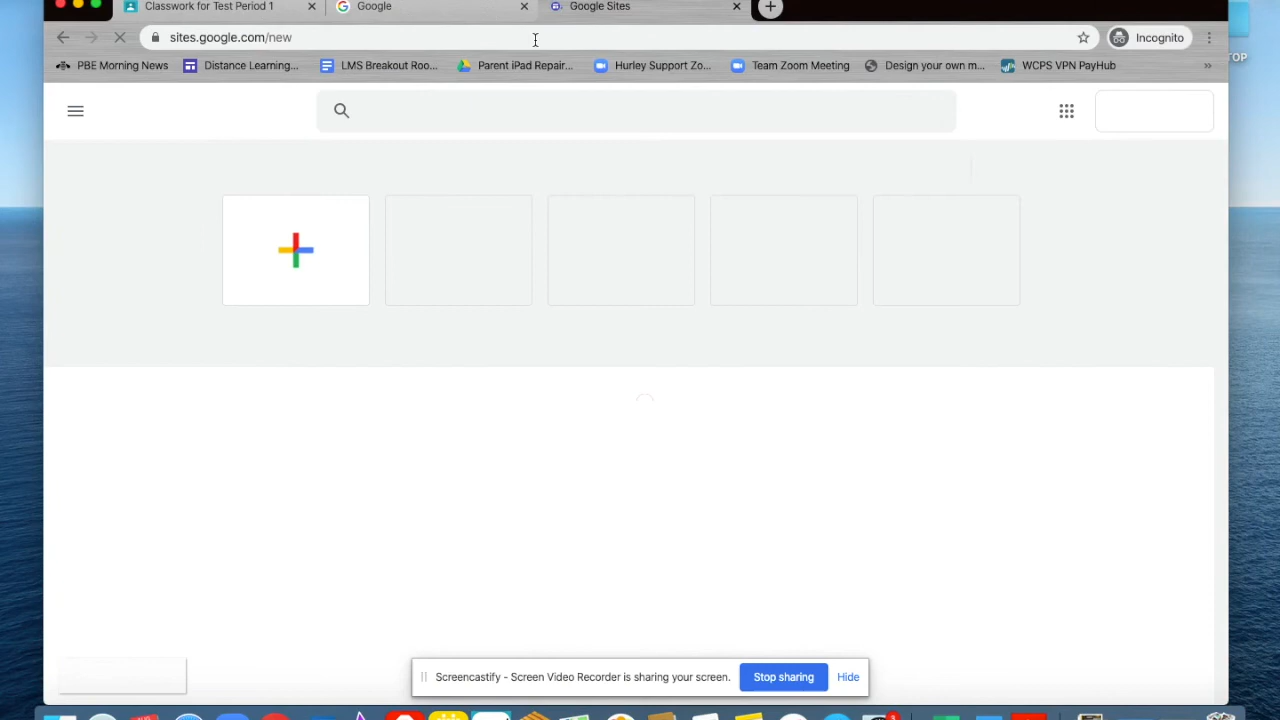 Classwork for Test Period 1
Google
Google Sites
sites.google.com/new
Incognito
PBE Morning News
Distance Learning...
LMS Breakout Roo...
Parent iPad Repair...
Hurley Support Zo...
Team Zoom Meeting
Design your own m...
WCPS VPN PayHub
»
TOP
Screencastify - Screen Video Recorder is sharing your screen.
Stop sharing
Hide
3